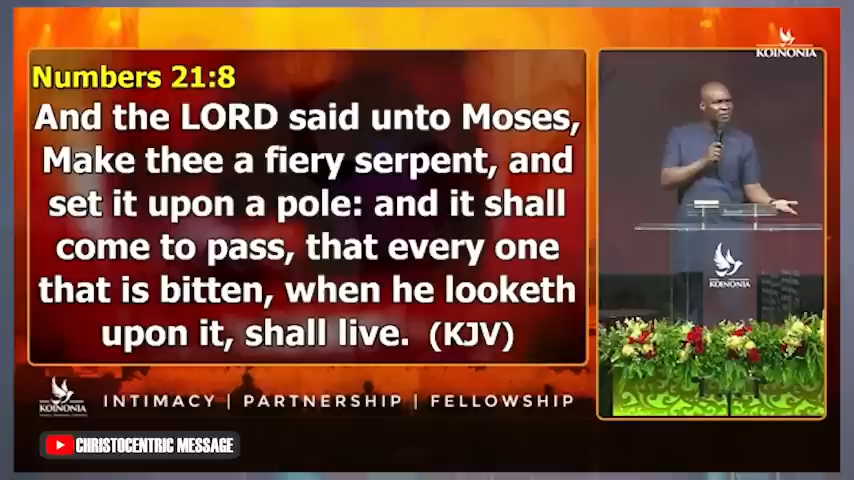 Numbers 21:8
And the LORD said unto Moses,
Make thee a fiery serpent, and
set it upon a pole: and it shall
come to pass, that every one
that is bitten, when he looketh
upon it, shall live. (KJV)
KOINONIA
KOINONIA
KOINONIA
INTIMACY | PARTNERSHIP | FELLOWSHIP
CHRISTOCENTRIC MESSAGE